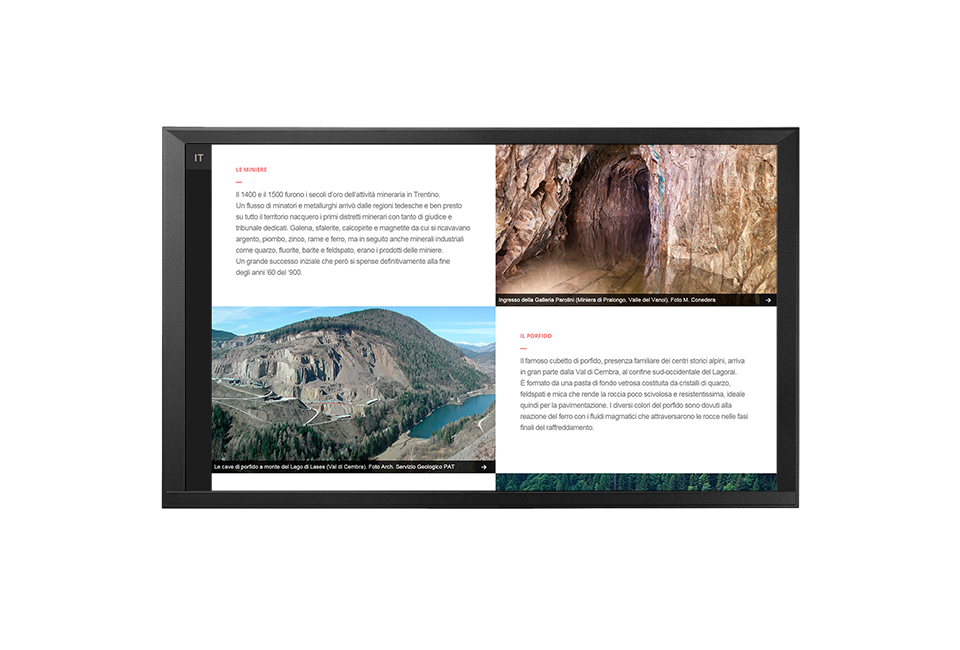 IT
LE MINIERE
Il 1400 e il 1500 furono i secoli d'oro dell'attività mineraria in Trentino.
Un flusso di minatori e metallurghi arrivò dalle regioni tedesche e ben presto
su tutto il territorio nacquero i primi distretti minerari con tanto di giudice e
tribunale dedicati. Galena, sfalerite, calcopirite e magnetite da cui si ricavavano
argento, piombo, zinco, rame e ferro, ma in seguito anche minerali industriali
come quarzo, fluorite, barite e feldspato, erano i prodotti delle miniere.
Un grande successo iniziale che però si spense definitivamente alla fine
degli anni '60 del '900.
Ingresso della Galleria Parolini (Miniera di Pralongo, Valle del Vanoi). Foto M. Conedera
Le cave di porfido a monte del Lago di Lases (Val di Cembra). Foto Arch. Servizio Geologico PAT
IL PORFIDO
Il famoso cubetto di porfido, presenza familiare dei centri storici alpini, arriva
in gran parte dalla Val di Cembra, al confine sud-occidentale del Lagorai.
È formato da una pasta di fondo vetrosa costituita da cristalli di quarzo,
feldspati e mica che rende la roccia poco scivolosa e resistentissima, ideale
quindi per la pavimentazione. I diversi colori del porfido sono dovuti alla
reazione del ferro con i fluidi magmatici che attraversarono le rocce nelle fasi
finali del raffreddamento.